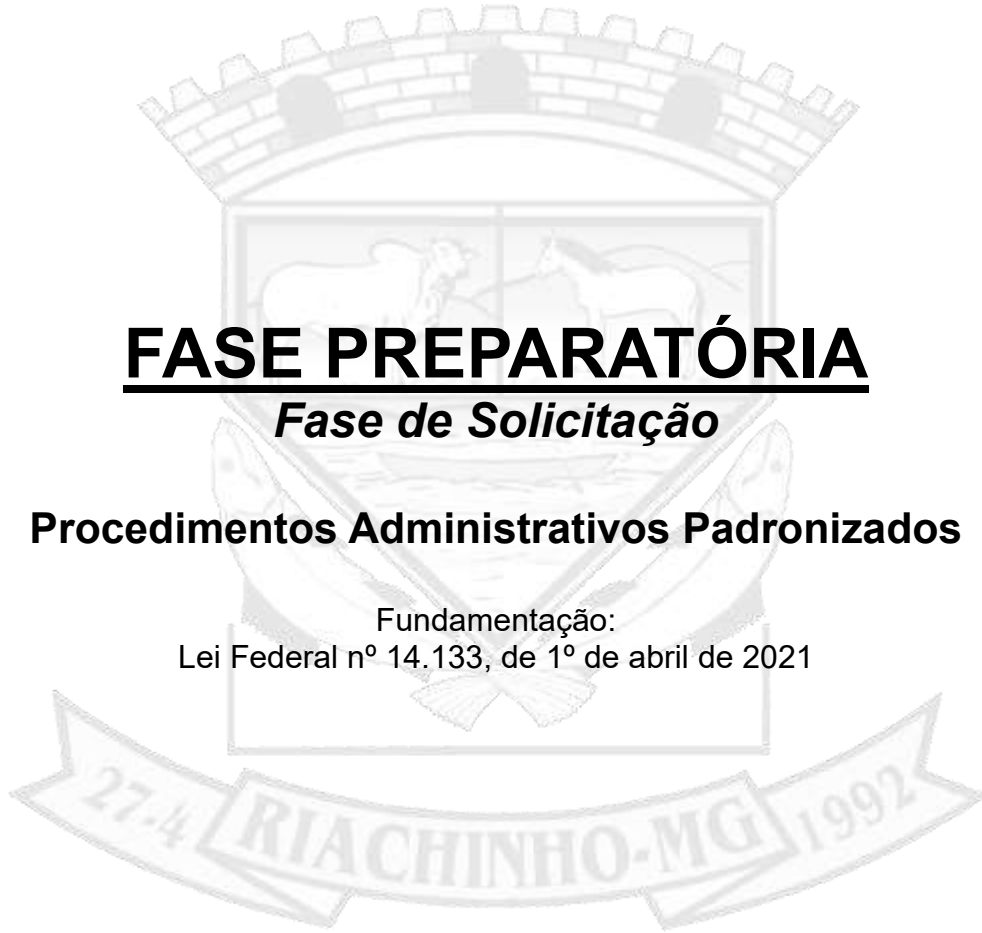 FASE PREPARATÓRIA
Fase de Solicitação
Procedimentos Administrativos Padronizados
Fundamentação:
Lei Federal nº 14.133, de 1º de abril de 2021
27-4 RIACHINHO-MG 1992